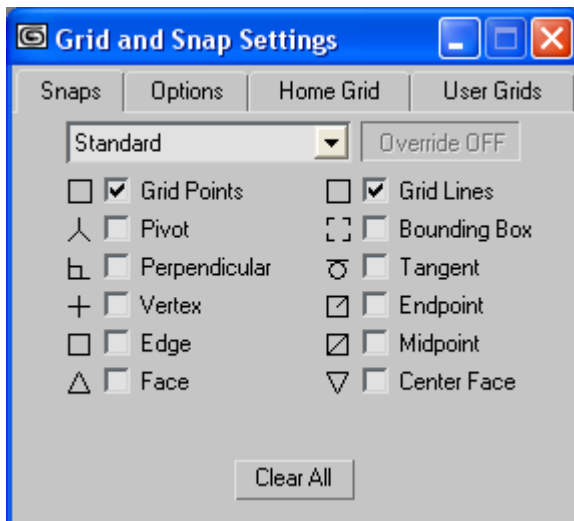 Grid and Snap Settings
Snaps Options Home Grid User Grids
Standard Override OFF
Grid Points Grid Lines
Pivot Bounding Box
Perpendicular Tangent
Vertex Endpoint
Edge Midpoint
Face Center Face
Clear All